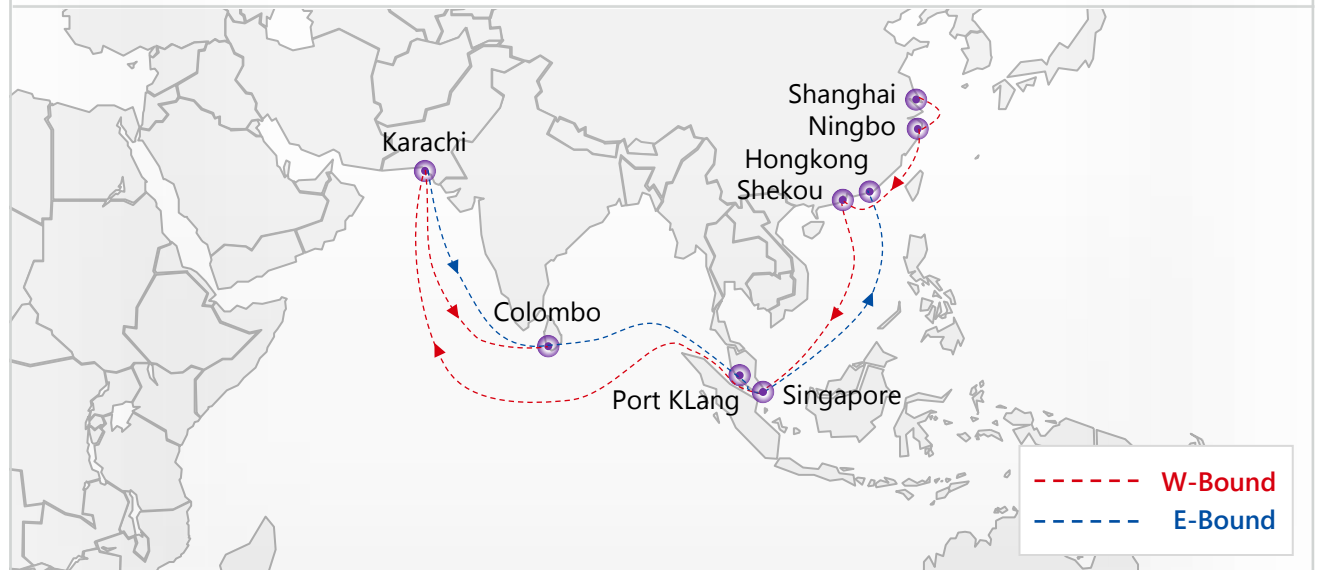 Shanghai
Ningbo
Karachi
Hongkong
Shekou
Colombo
Port KLang
Singapore
W-Bound
E-Bound